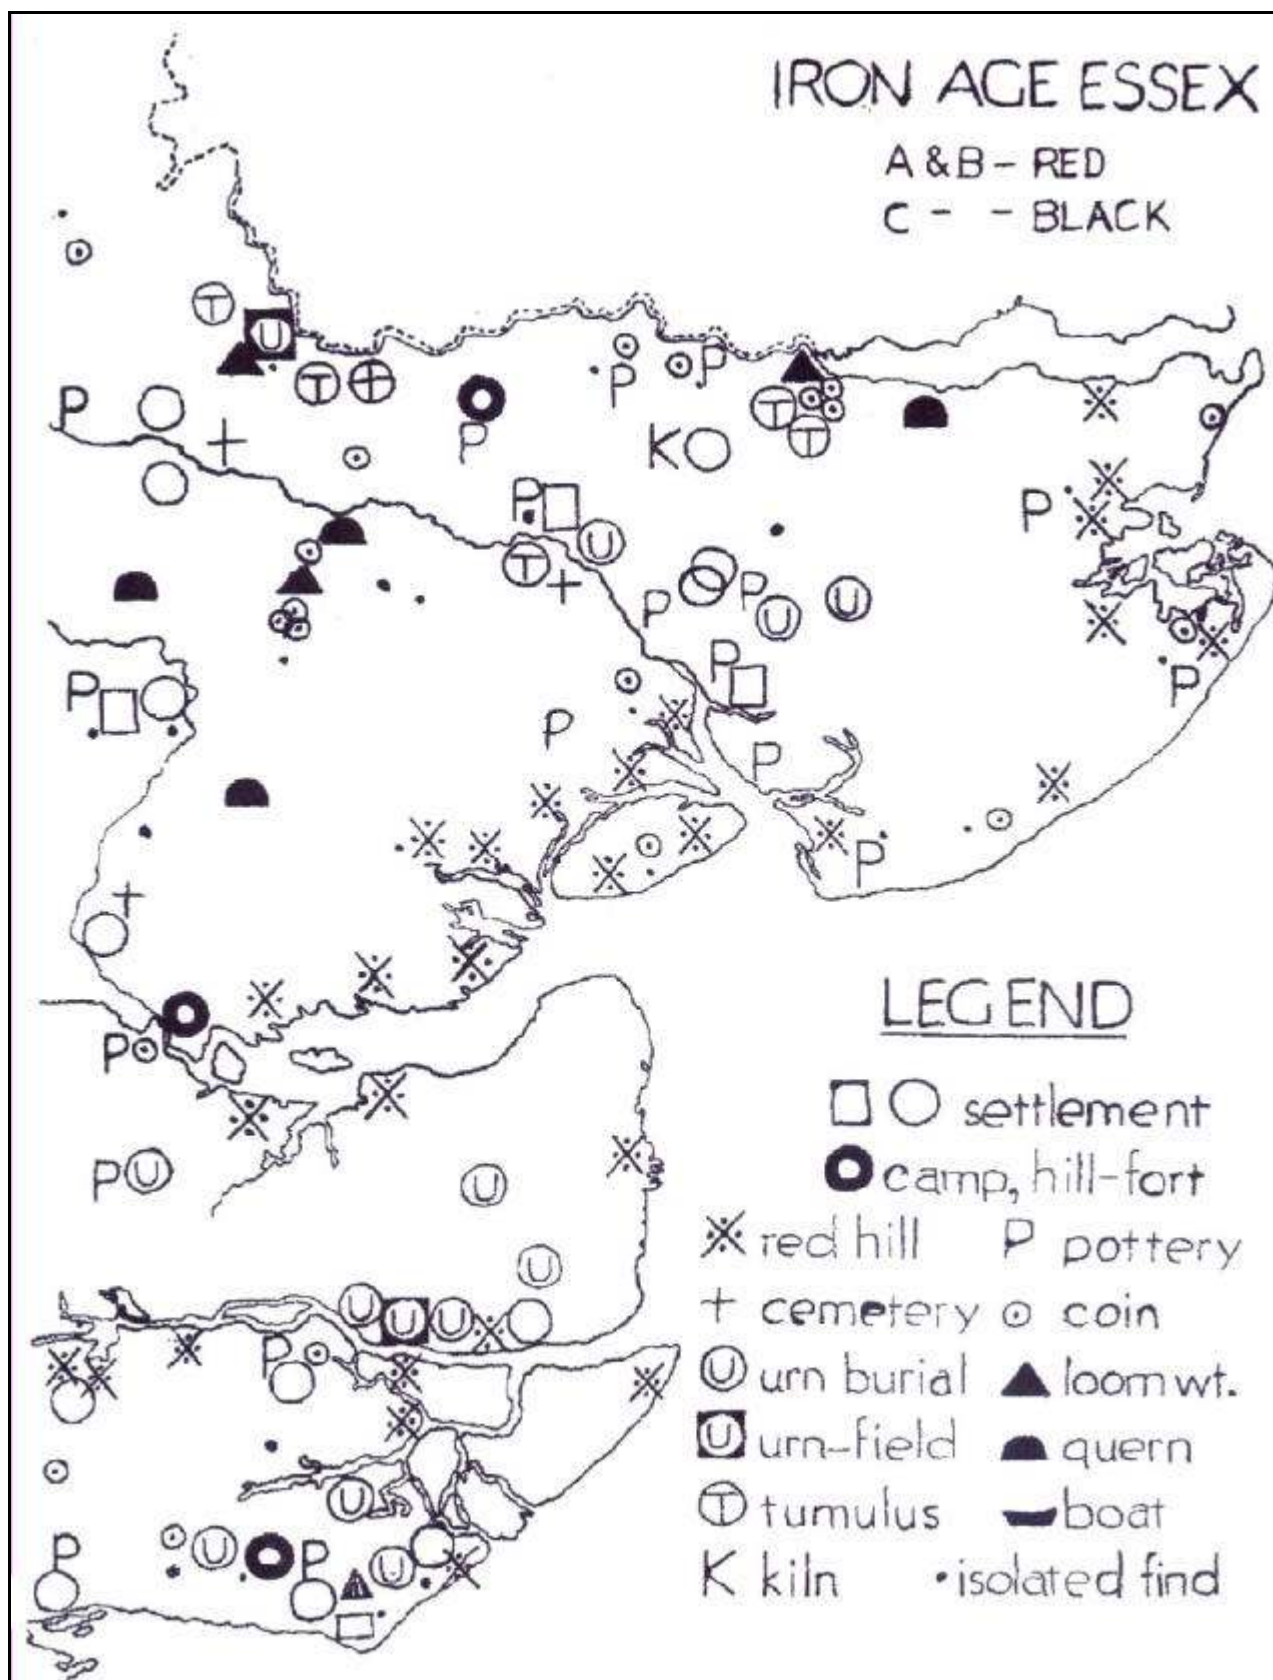 IRON AGE ESSEX
A & B – RED
C - - BLACK
LEGEND
settlement
camp, hill-fort
red hill P pottery
cemetery coin
U urn burial loom wt.
U urn-field quern
T tumulus boat
K kiln isolated find